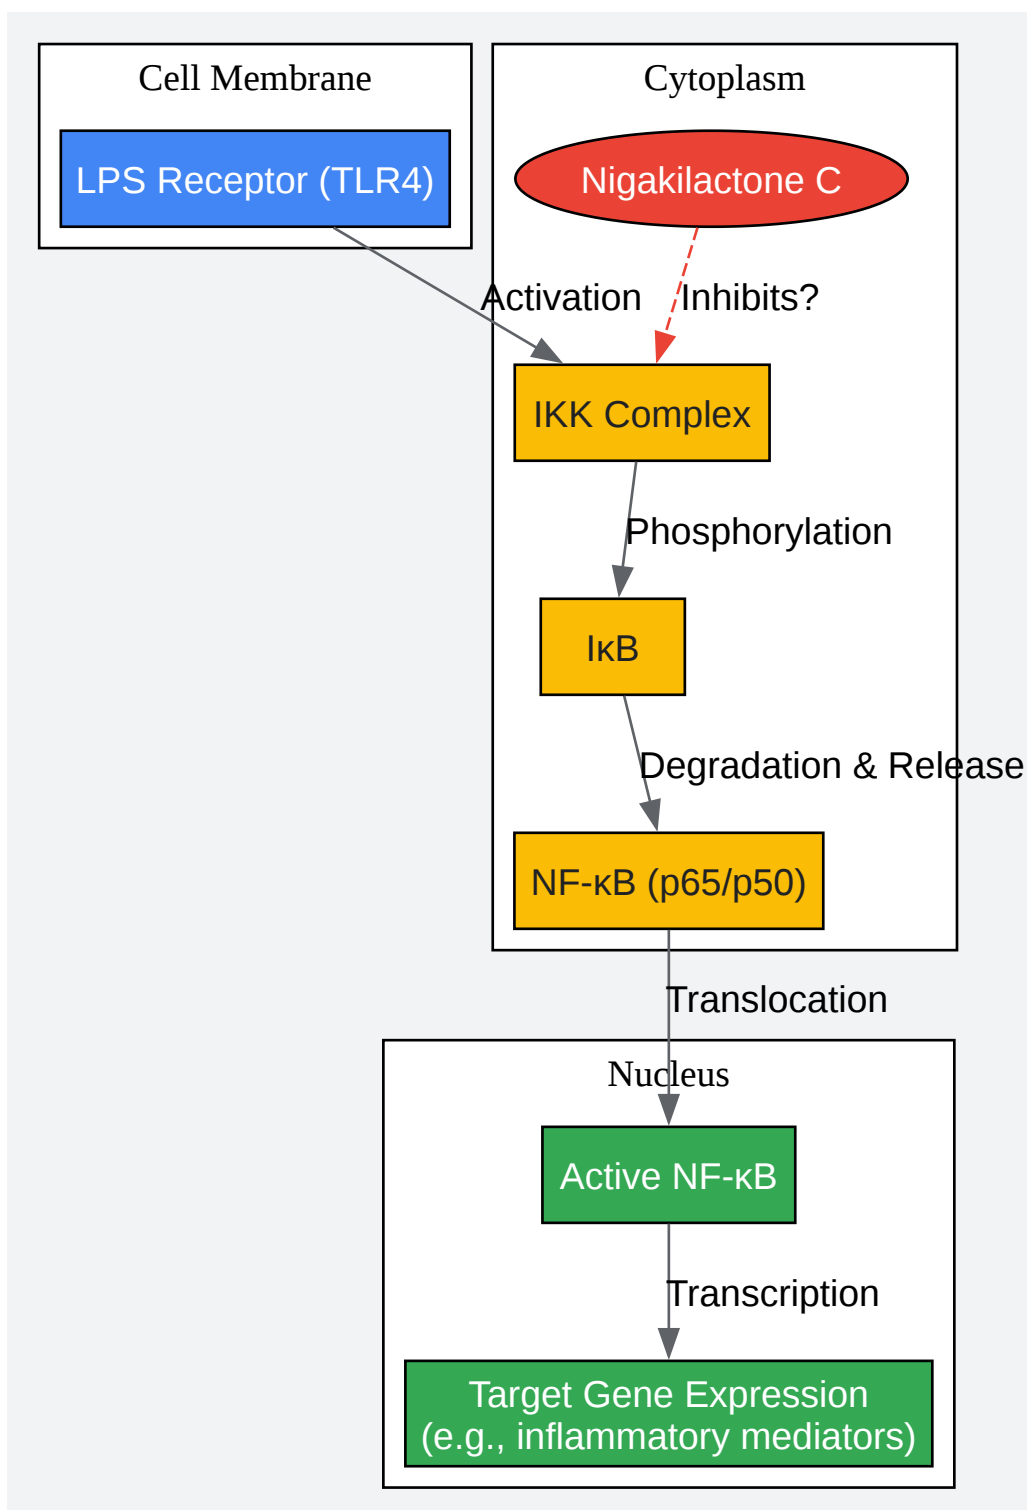 Cell Membrane
Cytoplasm
LPS Receptor (TLR4)
Nigakilactone C
Activation
Inhibits?
IKK Complex
Phosphorylation
IκB
Degradation & Release
NF-κB (p65/p50)
Translocation
Nucleus
Active NF-κB
Transcription
Target Gene Expression
(e.g., inflammatory mediators)